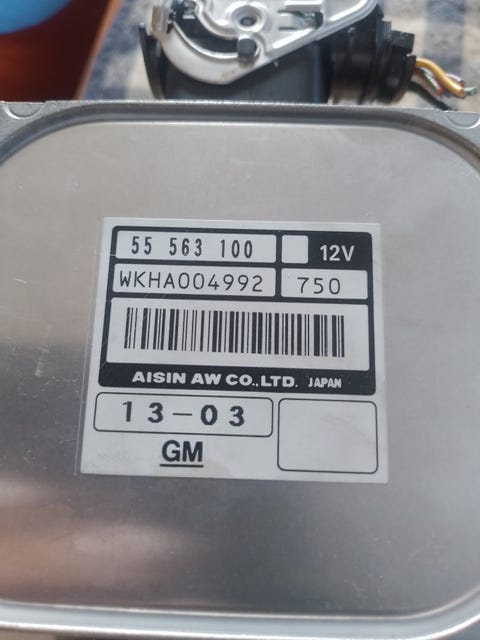 55 563 100 12V
WKHA004992 750
AISIN AW CO.,LTD. JAPAN
13-03
GM